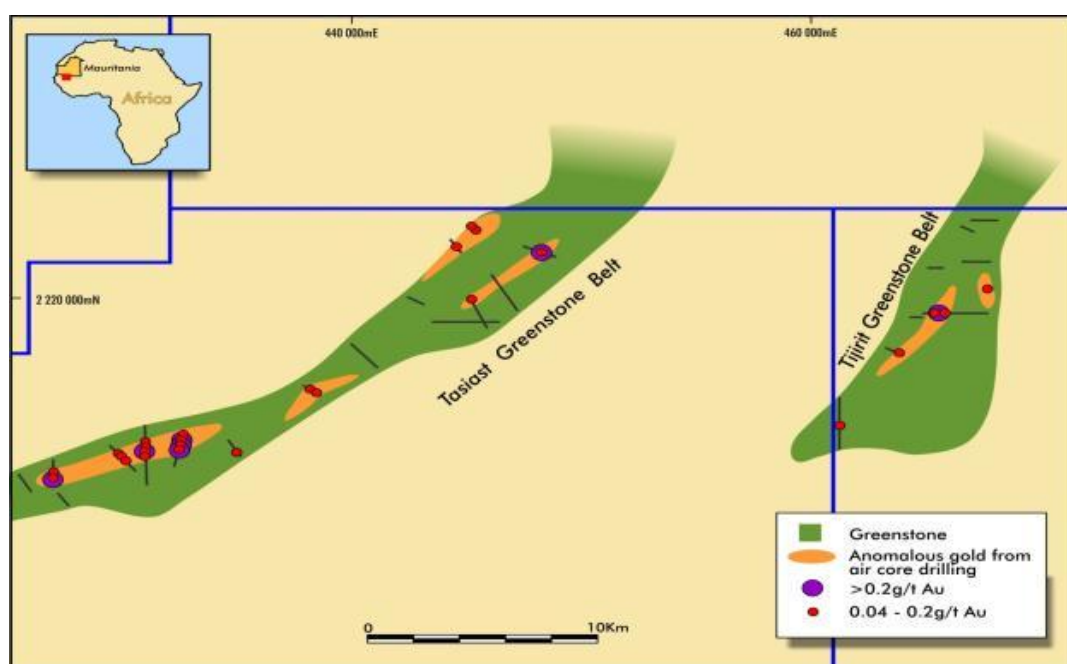 440 000mE
460 000mE
Mauritania
Africa
2 220 000mN
Tasiast Greenstone Belt
Tijirit Greenstone Belt
Greenstone
Anomalous gold from
air core drilling
>0.2g/t Au
0.04 - 0.2g/t Au
0
10Km